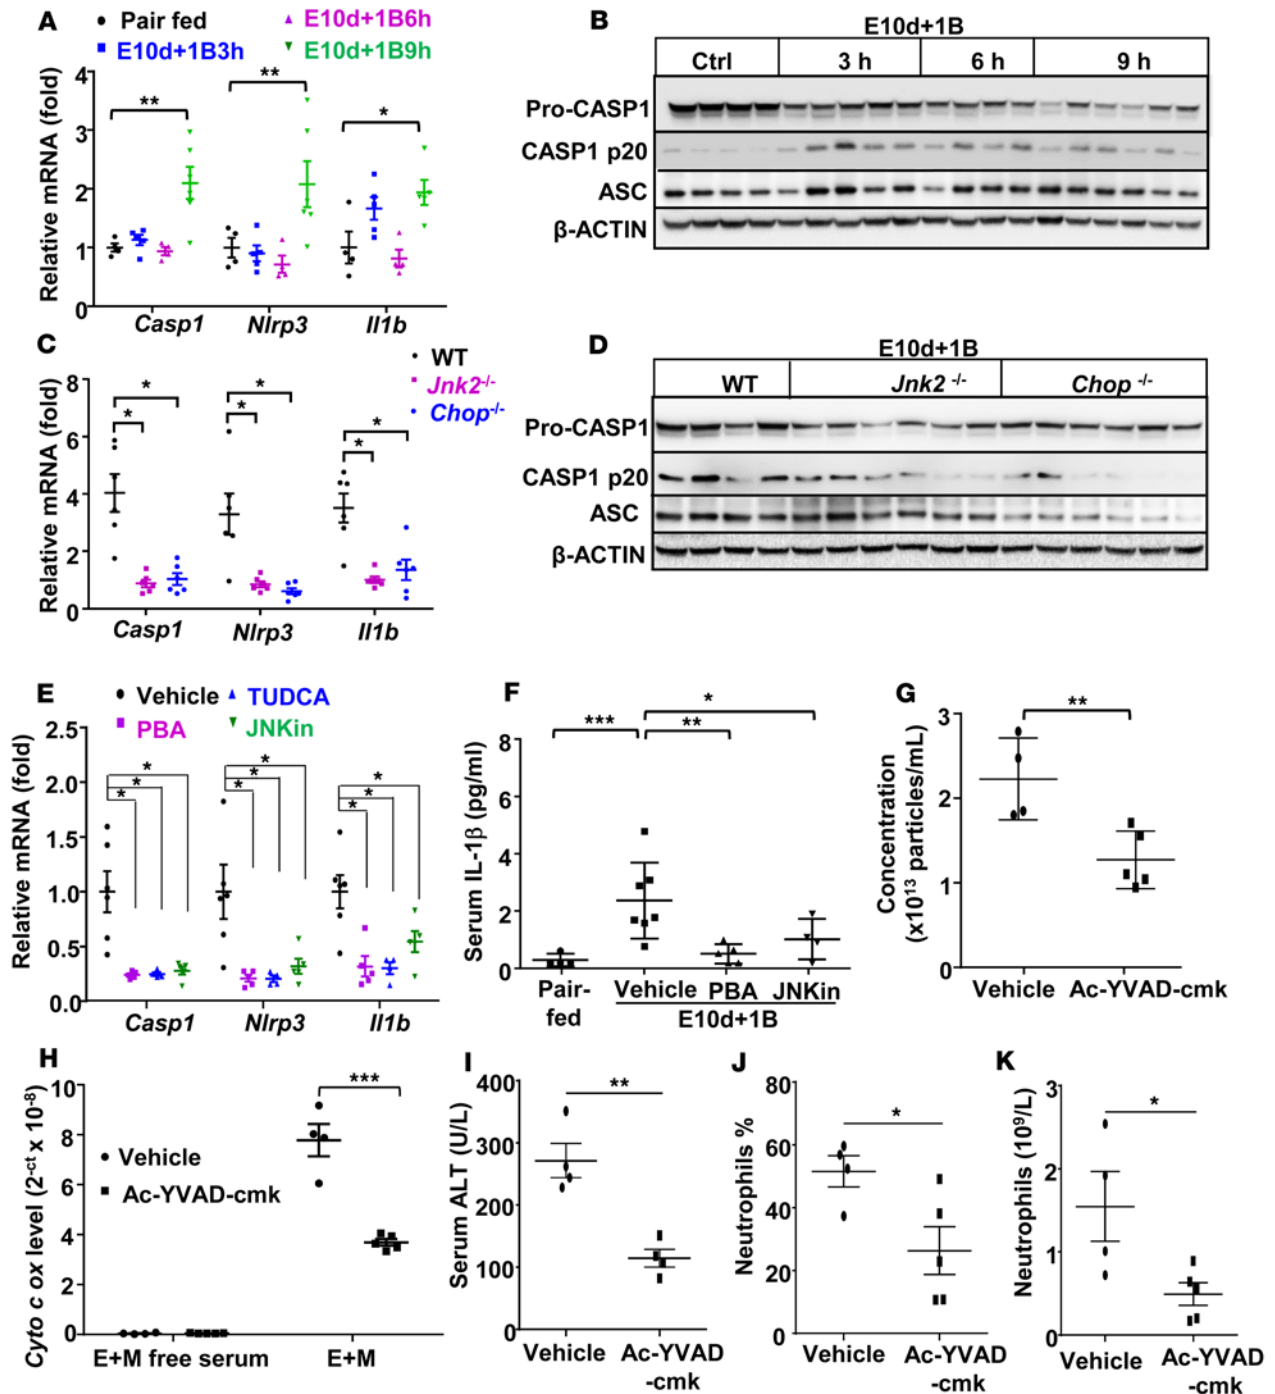 A
● Pair fed
▲ E10d+1B6h
■ E10d+1B3h
▼ E10d+1B9h
Relative mRNA (fold)
4
3
2
1
0
**
**
*
Casp1
Nlrp3
Il1b
B
E10d+1B
Ctrl
3 h
6 h
9 h
Pro-CASP1
CASP1 p20
ASC
β-ACTIN
C
WT
Jnk2-/-
Chop-/-
Relative mRNA (fold)
8
6
4
2
0
*
*
*
*
*
*
Casp1
Nlrp3
Il1b
D
E10d+1B
WT
Jnk2 -/-
Chop -/-
Pro-CASP1
CASP1 p20
ASC
β-ACTIN
E
Vehicle
TUDCA
PBA
JNKin
Relative mRNA (fold)
2.5
2.0
1.5
1.0
0.5
0.0
*
*
*
*
*
*
*
*
*
Casp1
Nlrp3
Il1b
F
Serum IL-1β (pg/ml)
8
6
4
2
0
***
**
*
Pair-
fed
Vehicle
PBA
JNKin
E10d+1B
G
Concentration
(x10¹³ particles/mL)
3
2
1
0
**
Vehicle
Ac-YVAD-cmk
H
Cyto c ox level (2-ct x 10-8)
10
8
6
4
2
0
***
Vehicle
Ac-YVAD-cmk
E+M free serum
E+M
I
Serum ALT (U/L)
400
300
200
100
0
**
Vehicle
Ac-YVAD
-cmk
J
Neutrophils %
80
60
40
20
0
*
Vehicle
Ac-YVAD
-cmk
K
Neutrophils (10⁹/L)
3
2
1
0
*
Vehicle
Ac-YVAD
-cmk